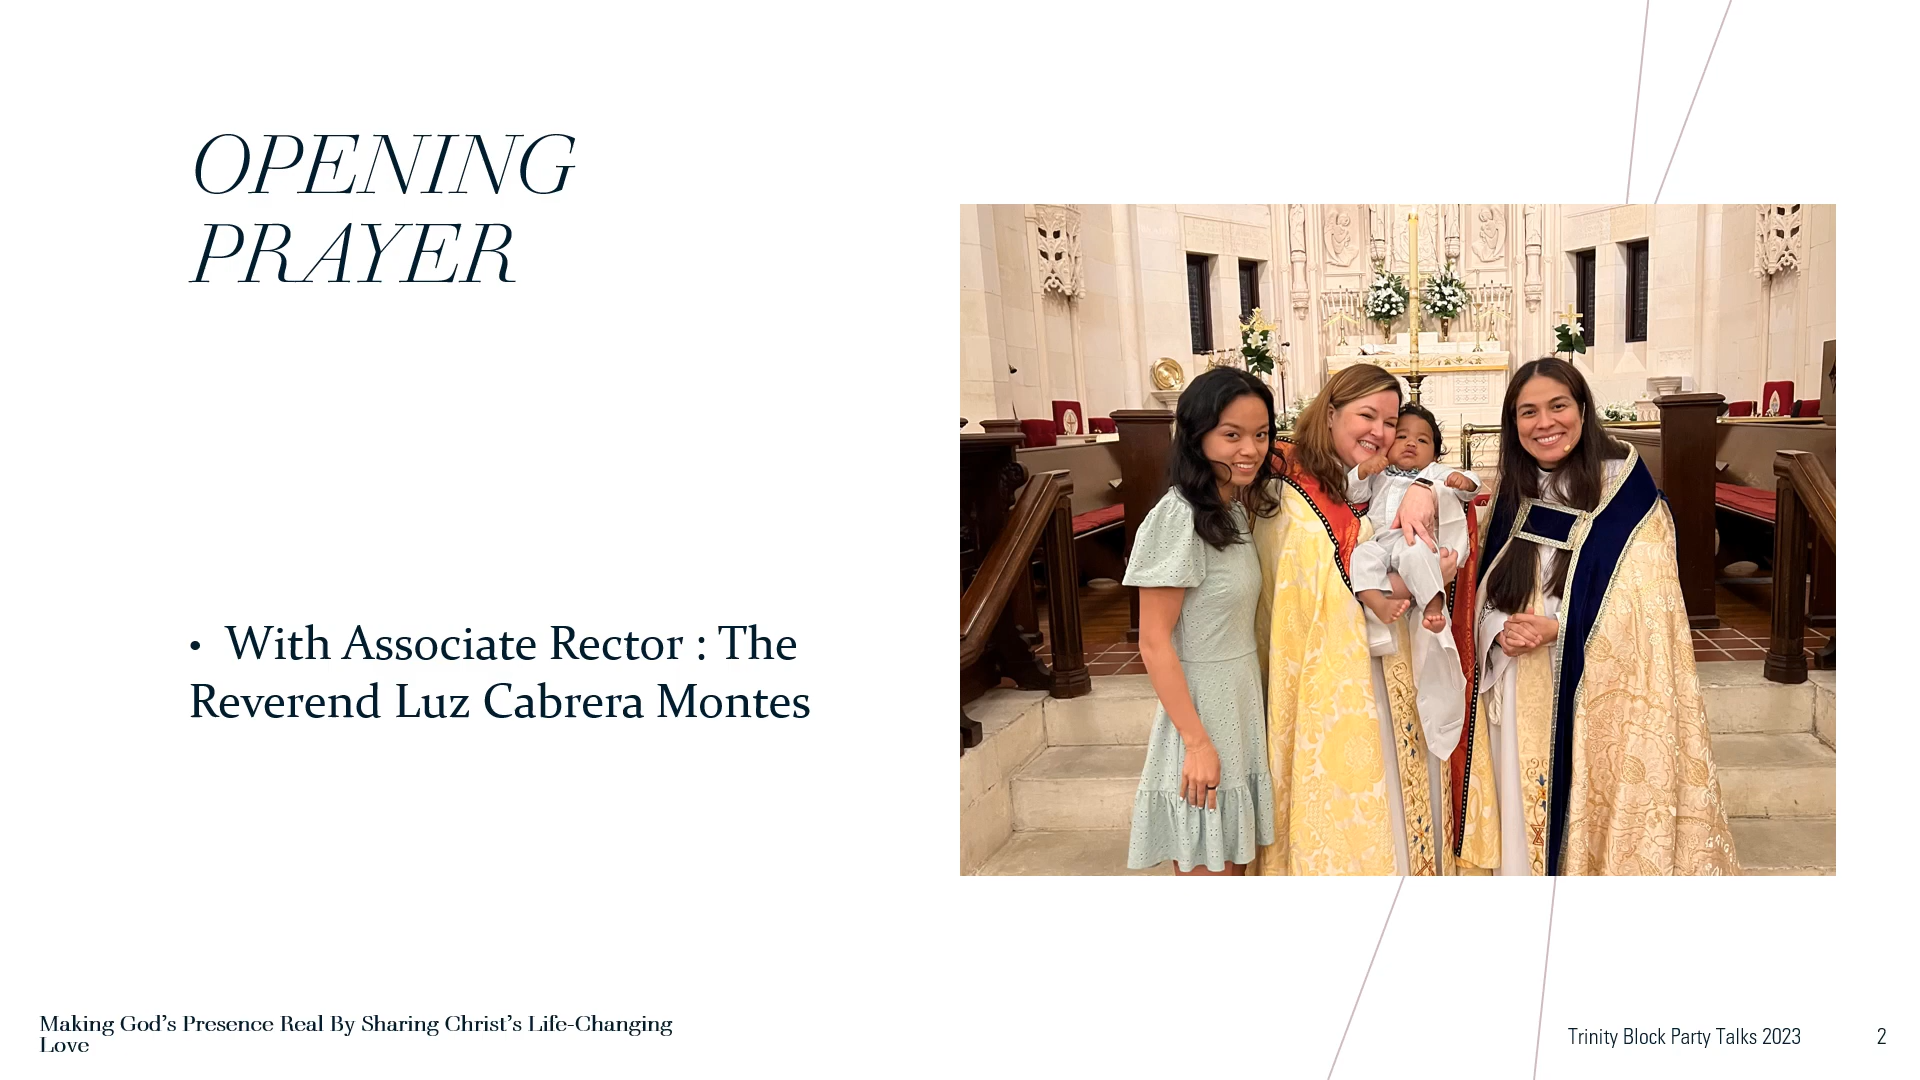 OPENING
PRAYER
• With Associate Rector : The
Reverend Luz Cabrera Montes
Making God’s Presence Real By Sharing Christ’s Life-Changing
Love
Trinity Block Party Talks 2023
2